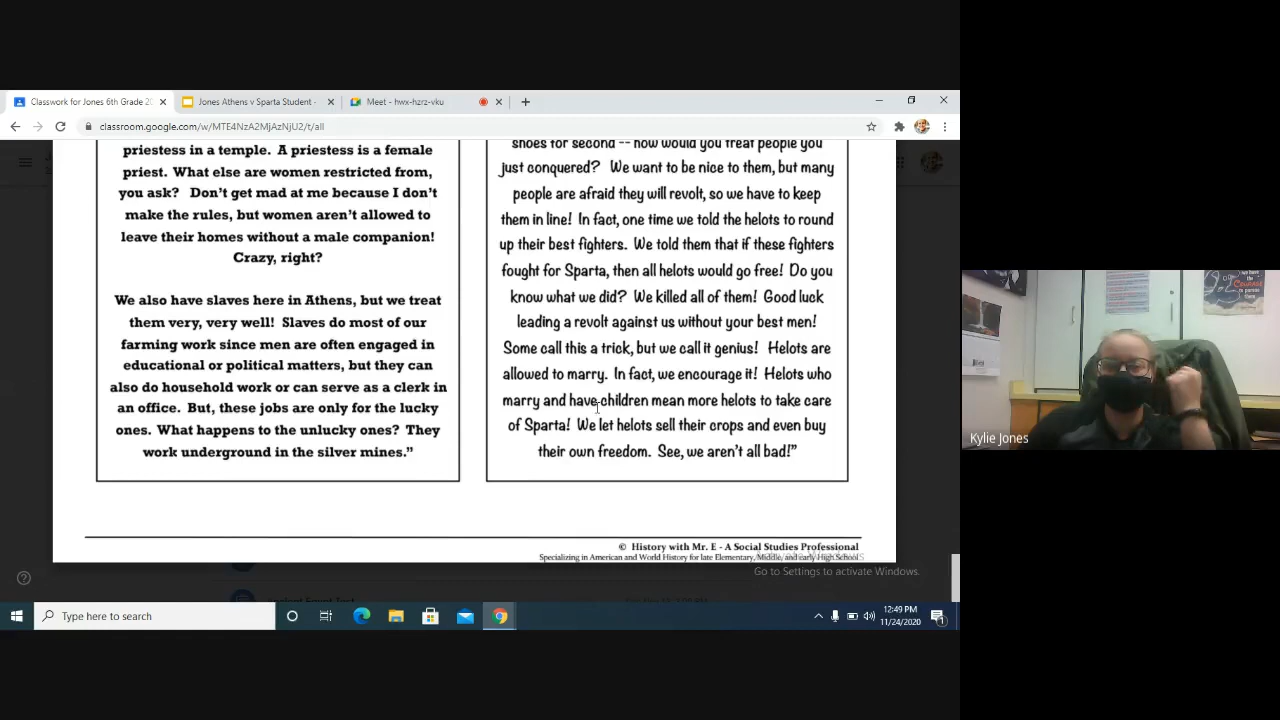 Classwork for Jones 6th Grade 20
Jones Athens v Sparta Student -
Meet - hwx-hzrz-vku
classroom.google.com/w/MTE4NzA2MjAzNjU2/t/all
priestess in a temple. A priestess is a female
priest. What else are women restricted from,
you ask? Don't get mad at me because I don't
make the rules, but women aren't allowed to
leave their homes without a male companion!
Crazy, right?
We also have slaves here in Athens, but we treat
them very, very well! Slaves do most of our
farming work since men are often engaged in
educational or political matters, but they can
also do household work or can serve as a clerk in
an office. But, these jobs are only for the lucky
ones. What happens to the unlucky ones? They
work underground in the silver mines."
shoes for second -- how would you treat people you
just conquered? We want to be nice to them, but many
people are afraid they will revolt, so we have to keep
them in line! In fact, one time we told the helots to round
up their best fighters. We told them that if these fighters
fought for Sparta, then all helots would go free! Do you
know what we did? We killed all of them! Good luck
leading a revolt against us without your best men!
Some call this a trick, but we call it genius! Helots are
allowed to marry. In fact, we encourage it! Helots who
marry and have children mean more helots to take care
of Sparta! We let helots sell their crops and even buy
their own freedom. See, we aren't all bad!"
© History with Mr. E - A Social Studies Professional
Specializing in American and World History for late Elementary, Middle, and early High School
Go to Settings to activate Windows.
Type here to search
12:49 PM
11/24/2020
1
Kylie Jones
Courage